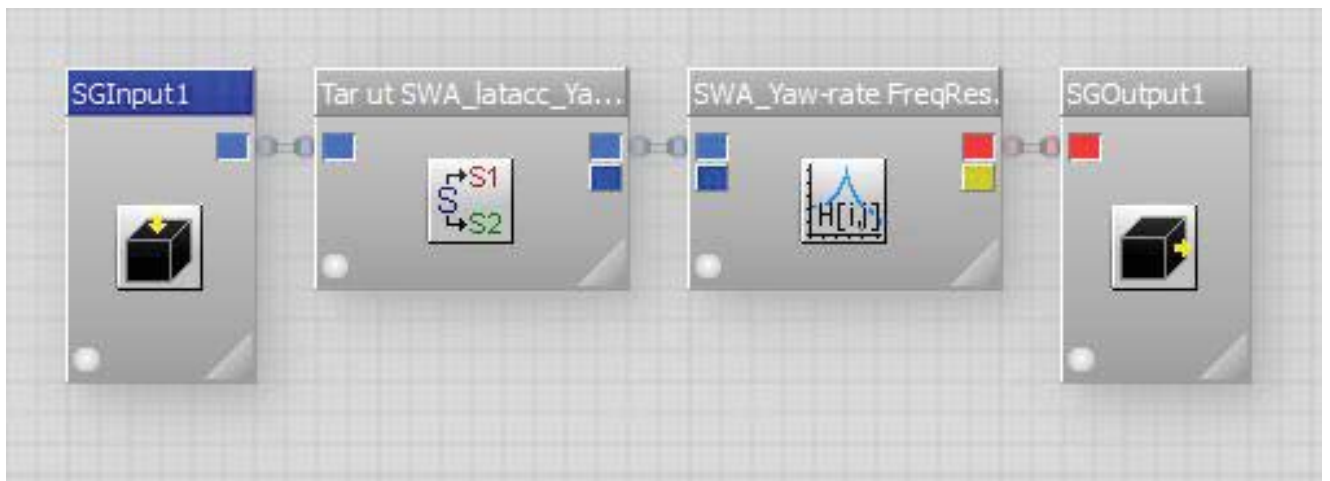 SGInput1
Tar ut SWA_latacc_Ya...
SWA_Yaw-rate FreqRes.
SGOutput1
S
S1
S2
H[i,j]